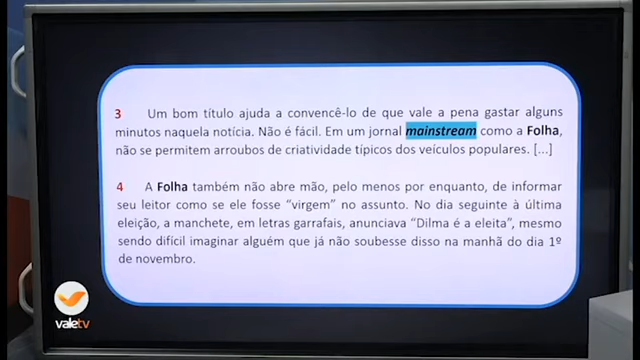 3 Um bom título ajuda a convencê-lo de que vale a pena gastar alguns
minutos naquela notícia. Não é fácil. Em um jornal mainstream como a Folha,
não se permitem arroubos de criatividade típicos dos veículos populares. [...]
4 A Folha também não abre mão, pelo menos por enquanto, de informar
seu leitor como se ele fosse “virgem” no assunto. No dia seguinte à última
eleição, a manchete, em letras garrafais, anunciava “Dilma é a eleita”, mesmo
sendo difícil imaginar alguém que já não soubesse disso na manhã do dia 1º
de novembro.
valetv